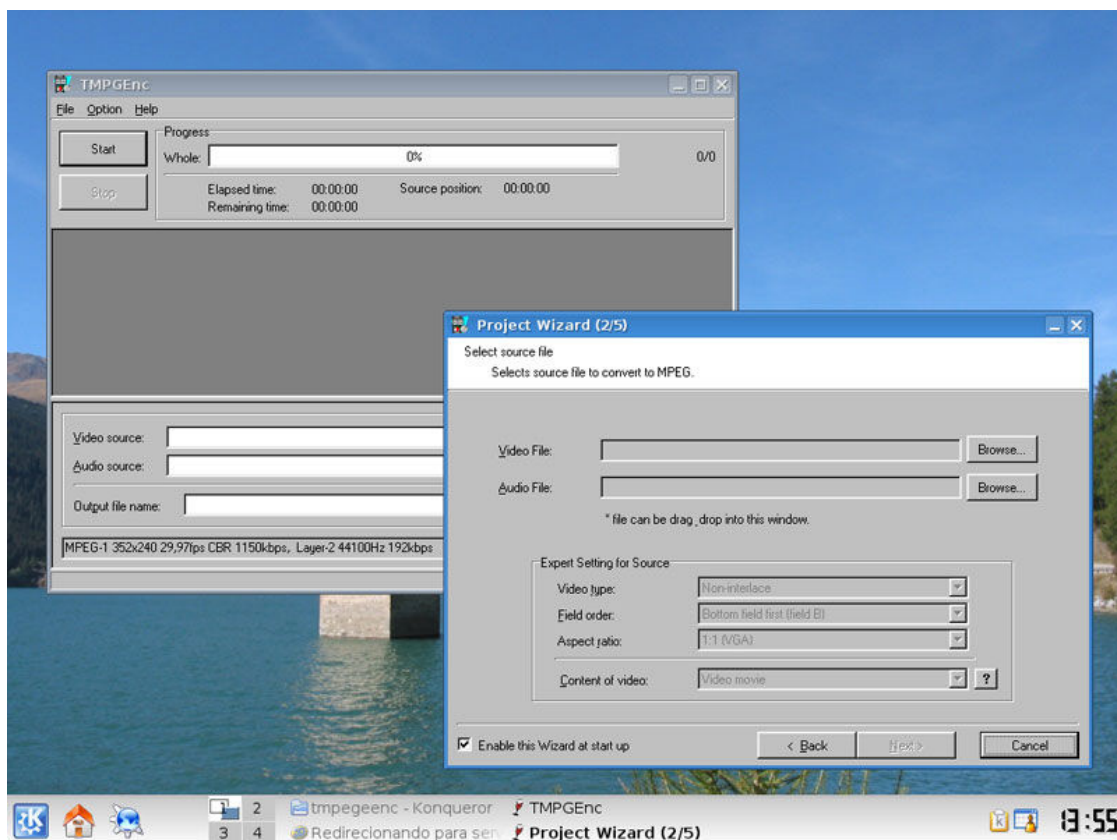 TMPGEnc
File Option Help
Progress
Start
Whole: 0% 0/0
Stop
Elapsed time: 00:00:00 Source position: 00:00:00
Remaining time: 00:00:00
Project Wizard (2/5)
Select source file
Selects source file to convert to MPEG.
Video source:
Audio source:
Output file name:
MPEG-1 352x240 29,97fps CBR 1150kbps, Layer-2 44100Hz 192kbps
Video File: Browse...
Audio File: Browse...
* file can be drag_drop into this window.
Expert Setting for Source
Video type: Non-interlace
Field order: Bottom field first (field B)
Aspect ratio: 1:1 (VGA)
Content of video: Video movie ?
Enable this Wizard at start up < Back Next > Cancel
1 2 tmpegeenc - Konqueror TMPGEnc
3 4 Redirecionando para ser Project Wizard (2/5)
13:55